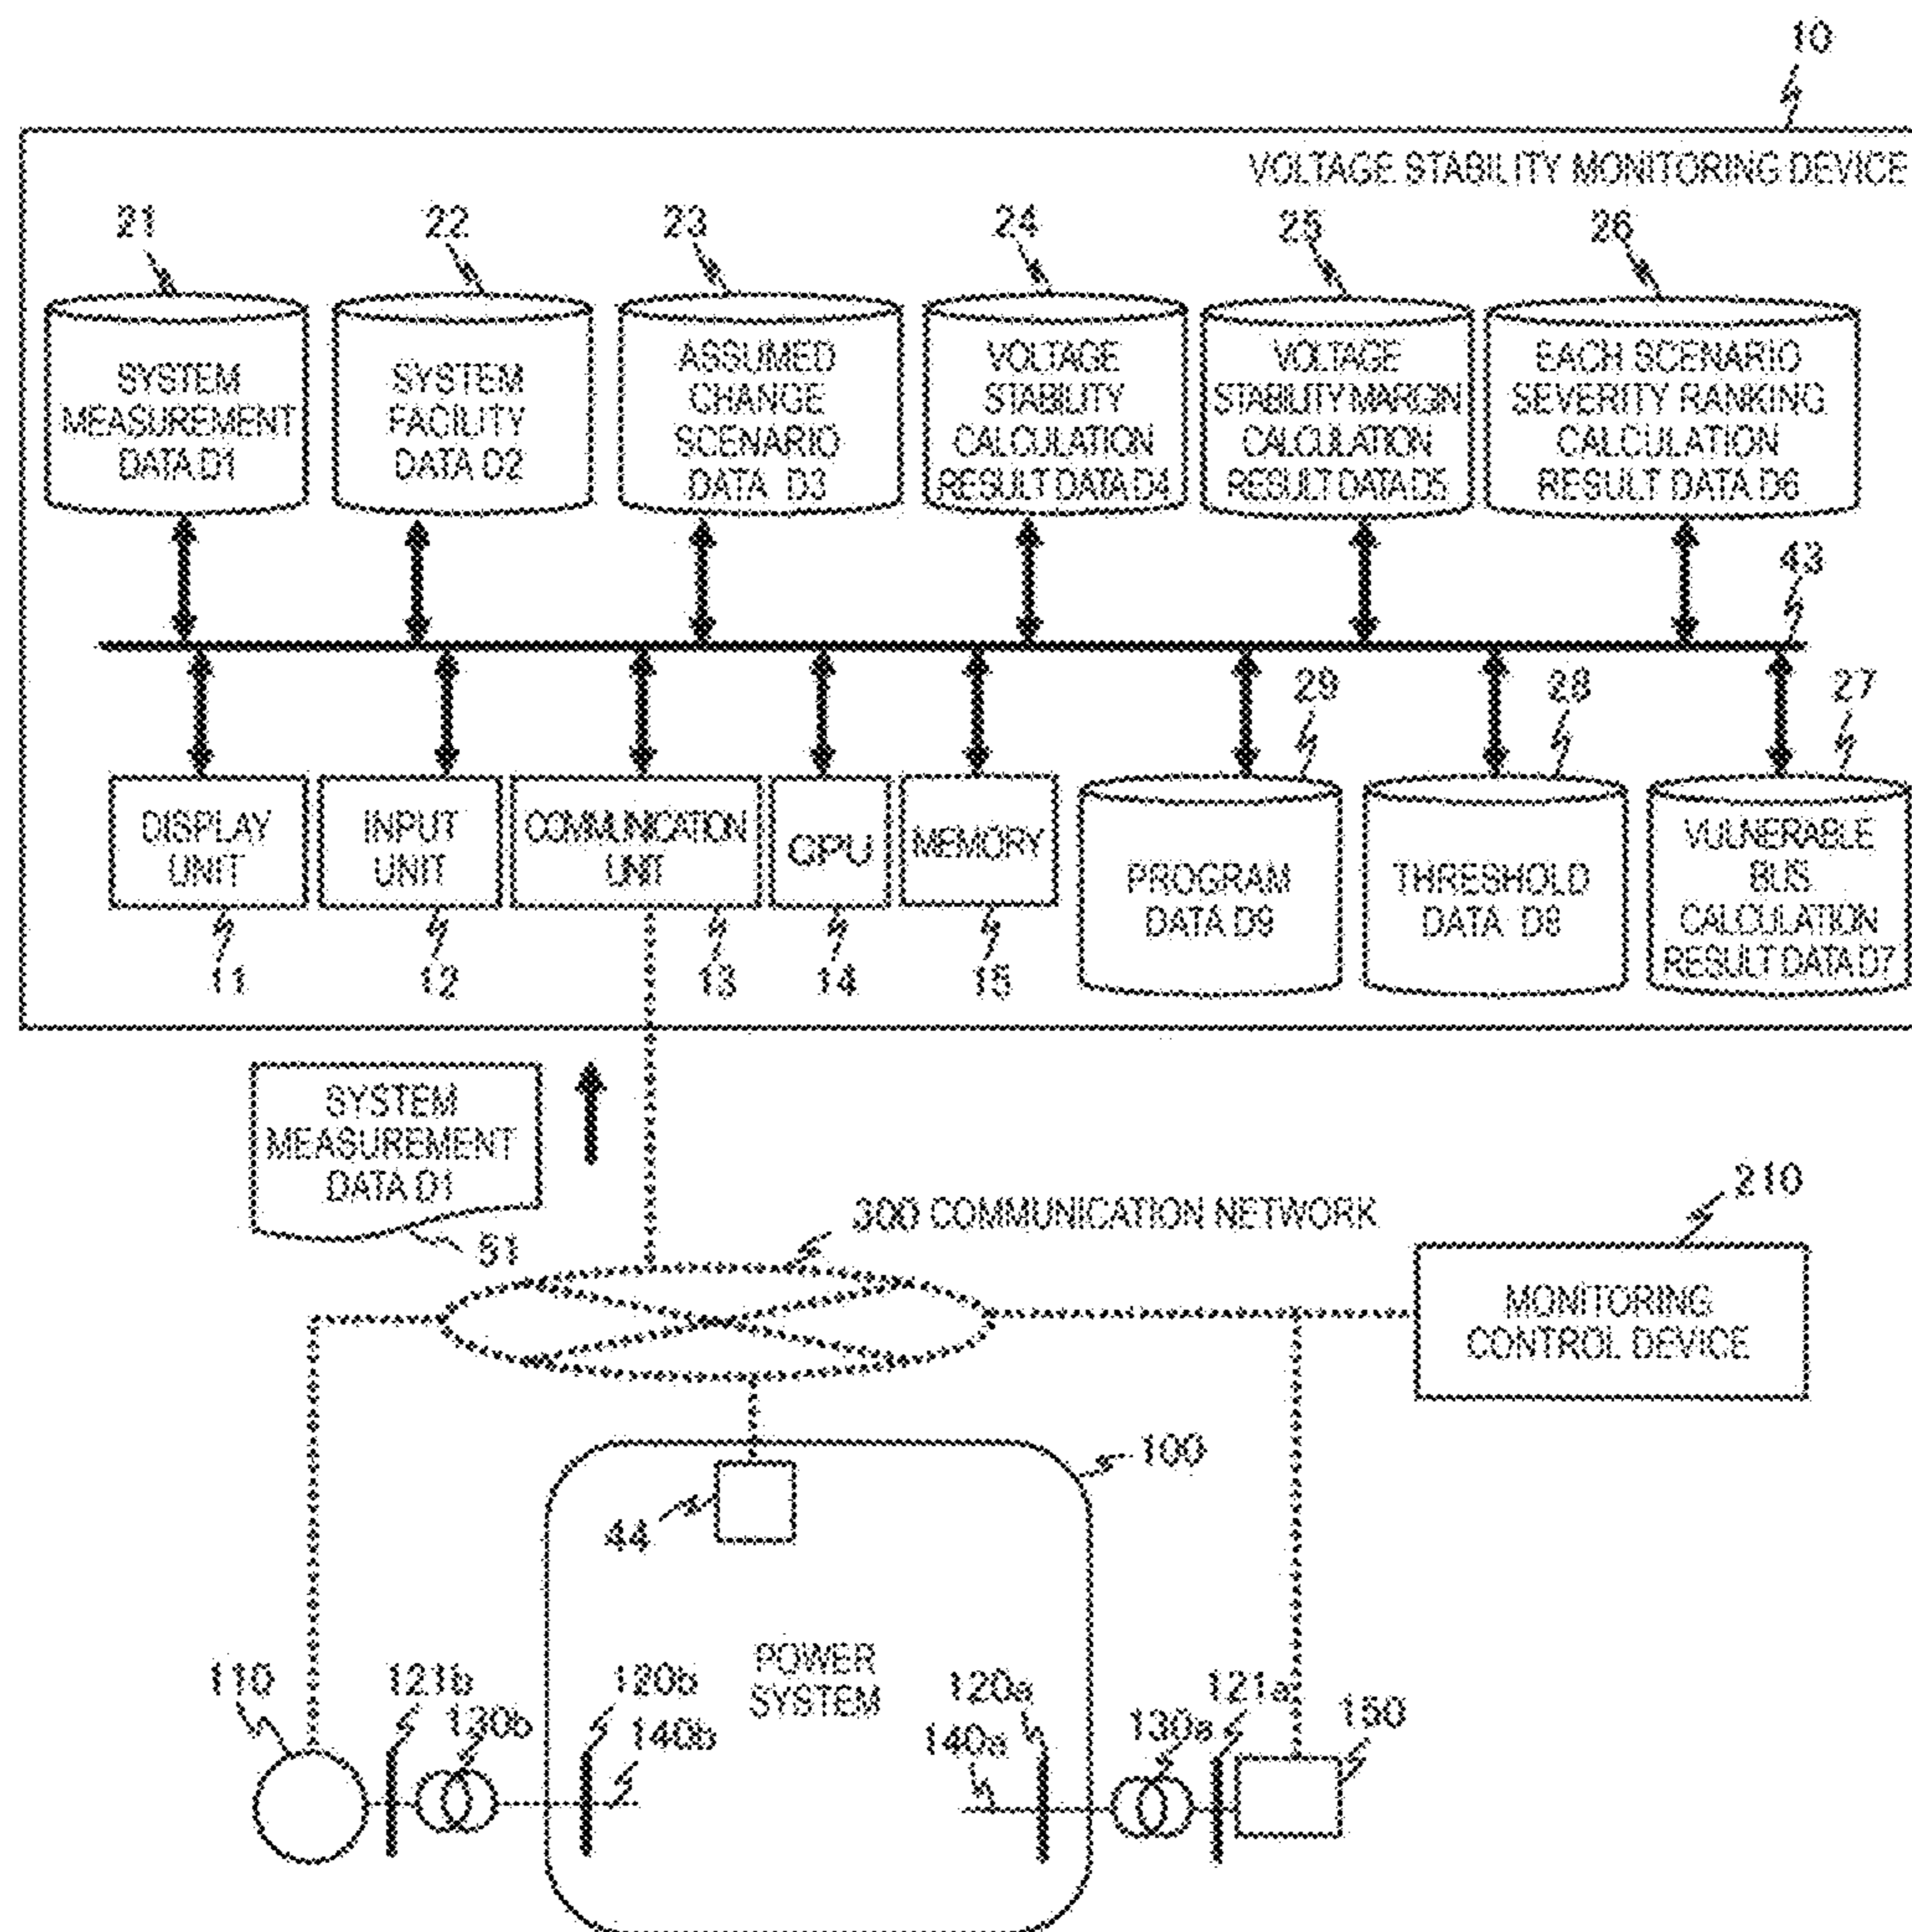 10
VOLTAGE STABILITY MONITORING DEVICE
21
22
23
24
25
26
SYSTEM
MEASUREMENT
DATA D1
SYSTEM
FACILITY
DATA D2
ASSUMED
CHANGE
SCENARIO
DATA D3
VOLTAGE
STABILITY
CALCULATION
RESULT DATA D4
VOLTAGE
STABILITY MARGIN
CALCULATION
RESULT DATA D5
EACH SCENARIO
SEVERITY RANKING
CALCULATION
RESULT DATA D6
43
29
28
27
DISPLAY
UNIT
INPUT
UNIT
COMMUNICATION
UNIT
CPU
MEMORY
PROGRAM
DATA D9
THRESHOLD
DATA D8
VULNERABLE
BUS
CALCULATION
RESULT DATA D7
11
12
13
14
15
SYSTEM
MEASUREMENT
DATA D1
51
300 COMMUNICATION NETWORK
210
MONITORING
CONTROL DEVICE
100
44
POWER
SYSTEM
110
121b
130b
120b
140b
120a
140a
130a
121a
150